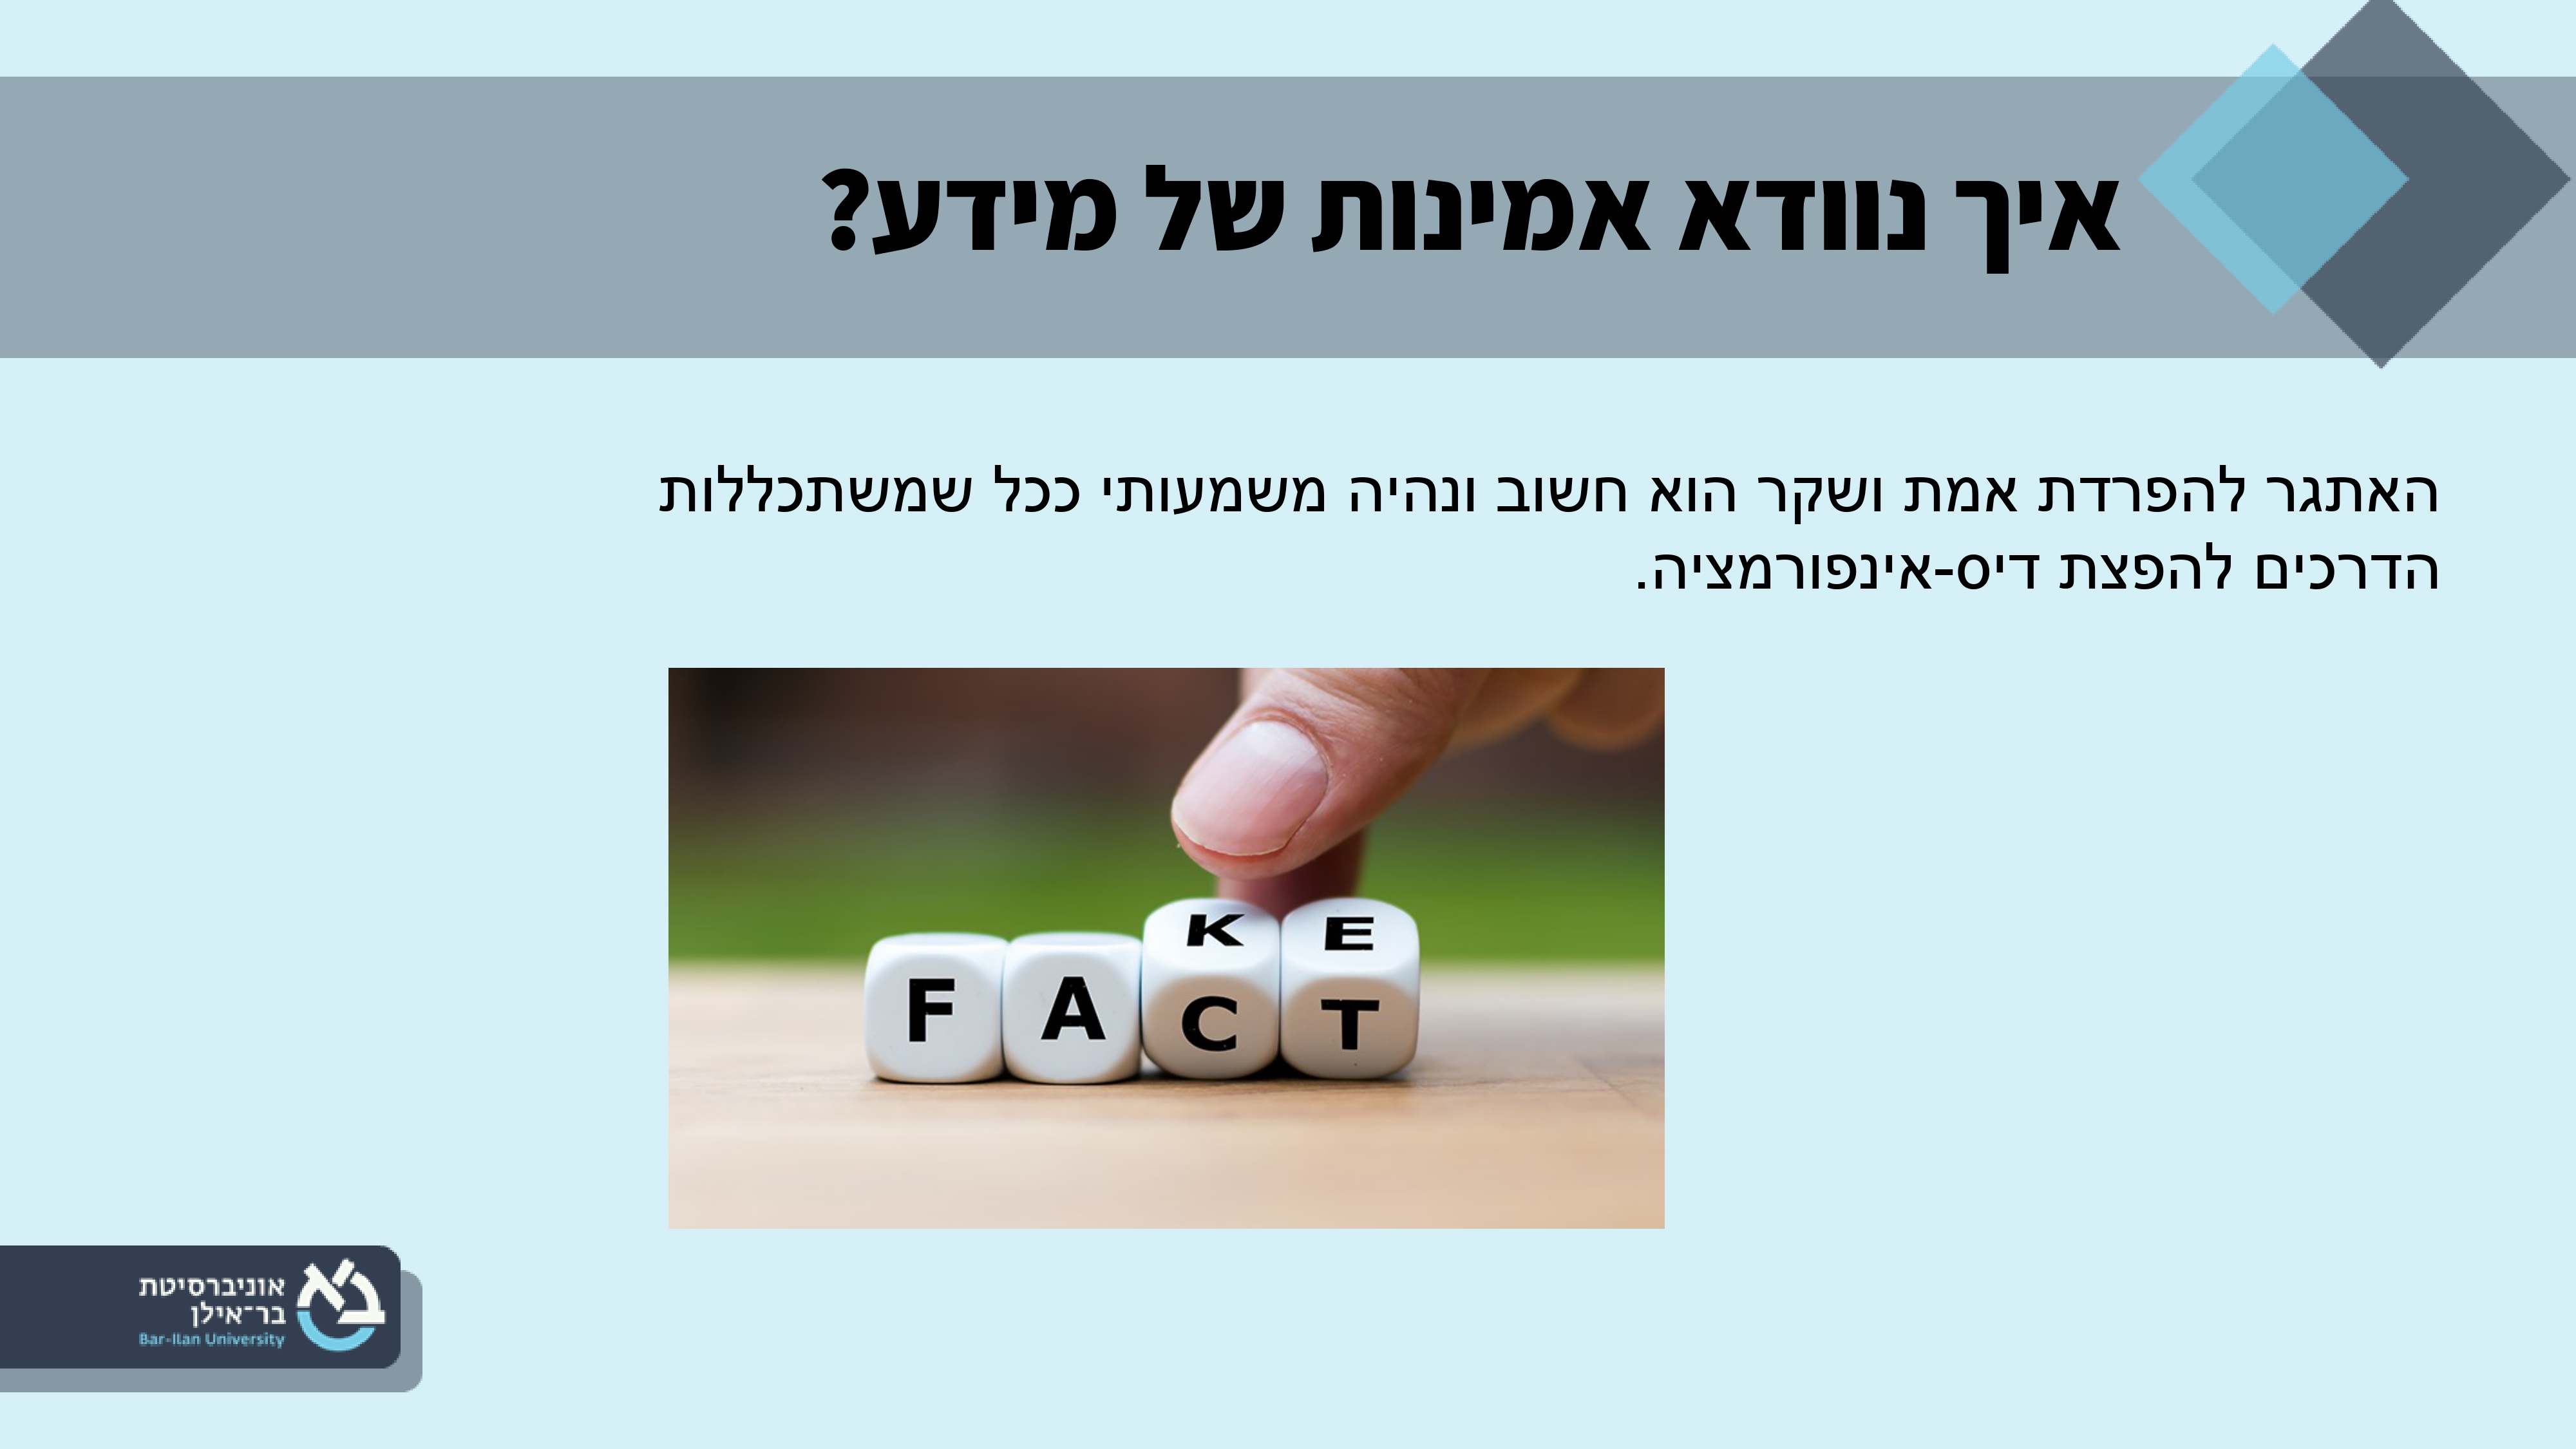 איך נוודא אמינות של מידע?
האתגר להפרדת אמת ושקר הוא חשוב ונהיה משמעותי ככל שמשתכללות
הדרכים להפצת דיס-אינפורמציה.
K E
F A C T
אוניברסיטת
בר־אילן
Bar-Ilan University